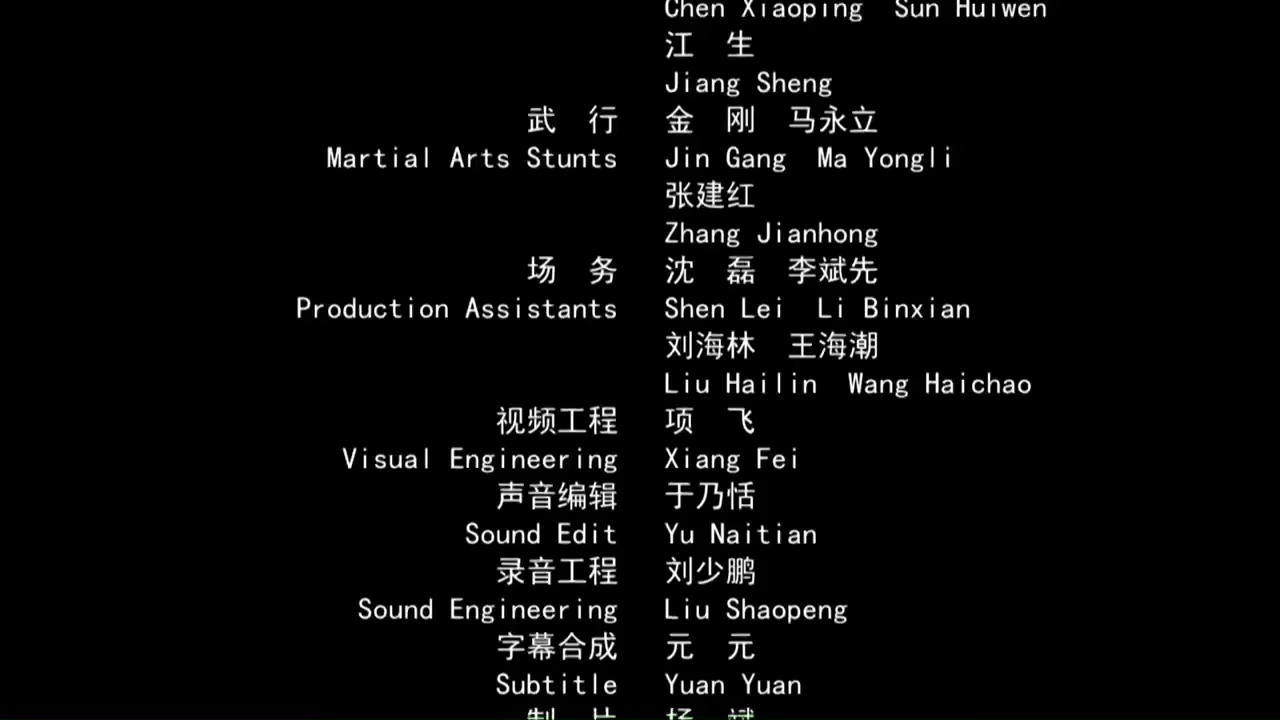 Chen Xiaoping Sun Huiwen
江 生
Jiang Sheng
武 行 金 刚 马永立
Martial Arts Stunts Jin Gang Ma Yongli
张建红
Zhang Jianhong
场 务 沈 磊 李斌先
Production Assistants Shen Lei Li Binxian
刘海林 王海潮
Liu Hailin Wang Haichao
视频工程 项 飞
Visual Engineering Xiang Fei
声音编辑 于乃恬
Sound Edit Yu Naitian
录音工程 刘少鹏
Sound Engineering Liu Shaopeng
字幕合成 元 元
Subtitle Yuan Yuan